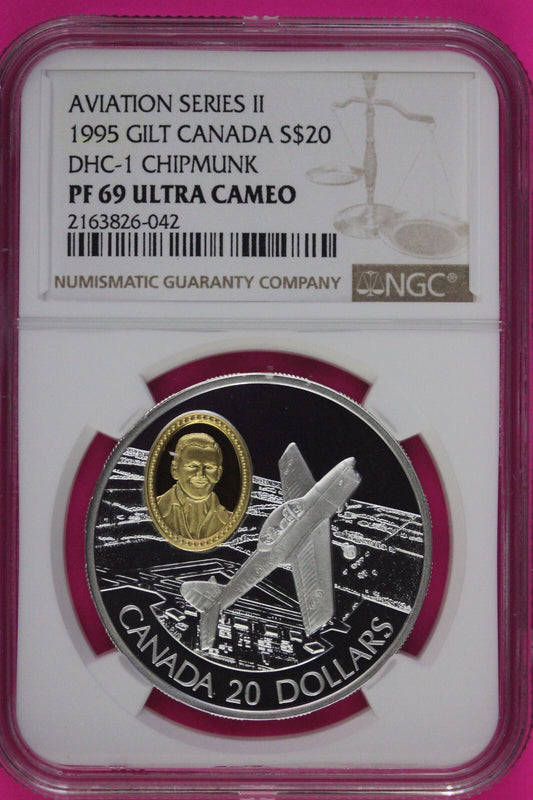 AVIATION SERIES II
1995 GILT CANADA S$20
DHC-1 CHIPMUNK
PF 69 ULTRA CAMEO
2163826-042
NUMISMATIC GUARANTY COMPANY
NGC®
CANADA 20 DOLLARS